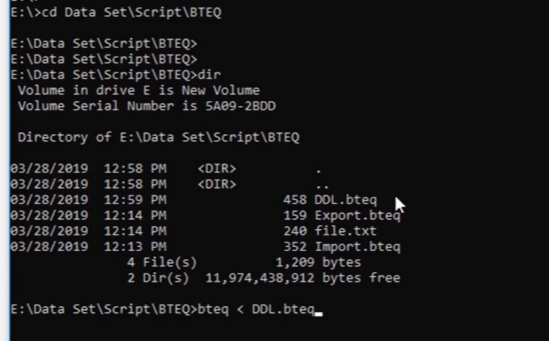 E:\>cd Data Set\Script\BTEQ
E:\Data Set\Script\BTEQ>
E:\Data Set\Script\BTEQ>
E:\Data Set\Script\BTEQ>dir
Volume in drive E is New Volume
Volume Serial Number is 5A09-2BDD
Directory of E:\Data Set\Script\BTEQ
03/28/2019  12:58 PM    <DIR>          .
03/28/2019  12:58 PM    <DIR>          ..
03/28/2019  12:59 PM               458 DDL.bteq
03/28/2019  12:14 PM               159 Export.bteq
03/28/2019  12:14 PM               240 file.txt
03/28/2019  12:13 PM               352 Import.bteq
4 File(s)          1,209 bytes
2 Dir(s)  11,974,438,912 bytes free
E:\Data Set\Script\BTEQ>bteq < DDL.bteq